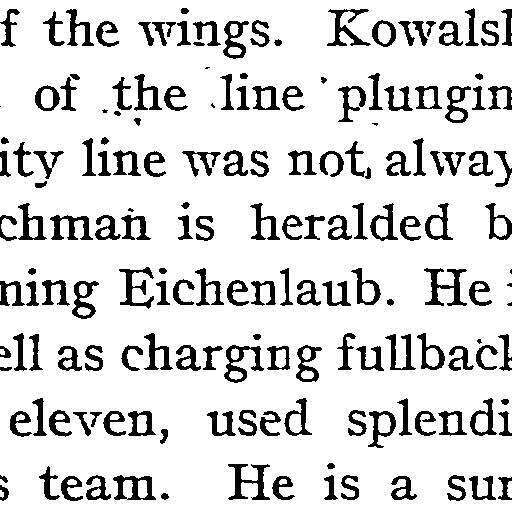 f the wings. Kowalsk
of the line plungin
ity line was not, alway
chman is heralded b
ning Eichenlaub. He i
ell as charging fullback
eleven, used splendi
s team. He is a sur